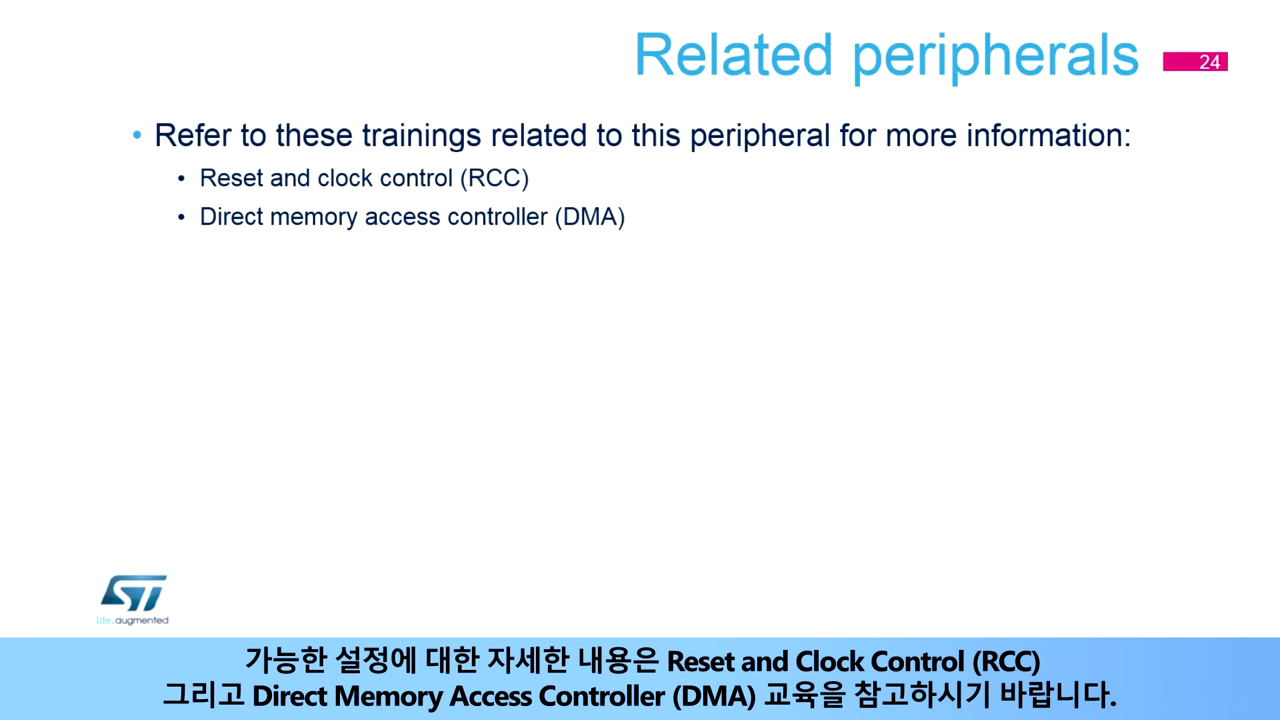 Related peripherals
24
• Refer to these trainings related to this peripheral for more information:
• Reset and clock control (RCC)
• Direct memory access controller (DMA)
ST
life.augmented
가능한 설정에 대한 자세한 내용은 Reset and Clock Control (RCC)
그리고 Direct Memory Access Controller (DMA) 교육을 참고하시기 바랍니다.